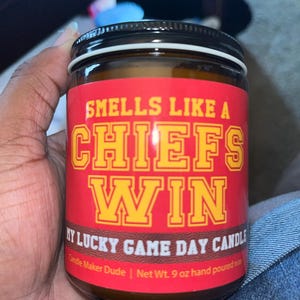 SMELLS LIKE A
CHIEFS
WIN
MY LUCKY GAME DAY CANDLE
Candle Maker Dude | Net Wt. 9 oz hand poured